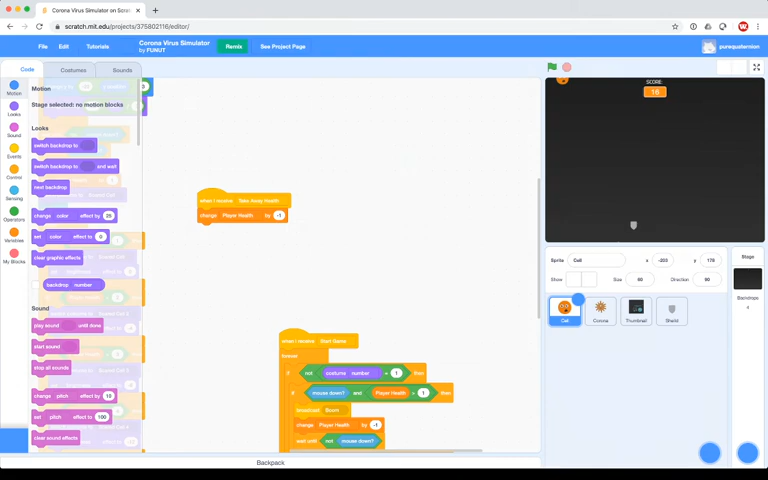 Corona Virus Simulator on Scra
scratch.mit.edu/projects/375802116/editor/
File
Edit
Tutorials
Corona Virus Simulator
by FUNUT
Remix
See Project Page
purequaternion
Code
Costumes
Sounds
Motion
Looks
Sound
Events
Control
Sensing
Operators
Variables
My Blocks
Motion
Stage selected: no motion blocks
Looks
switch backdrop to
switch backdrop to and wait
next backdrop
change color effect by 25
set color effect to 0
clear graphic effects
backdrop number
Sound
play sound until done
start sound
stop all sounds
change pitch effect by 10
set pitch effect to 100
clear sound effects
when I receive Take Away Health
change Player Health by -1
when I receive Start Game
forever
if not costume number = 1 then
if mouse down? and Player Health > 1 then
broadcast Boom
change Player Health by -1
wait until not mouse down?
Backpack
SCORE:
16
Sprite Cell x -203 y 178
Show Size 60 Direction 90
Cell
Corona
Thumbnail
Shield
Stage
Backdrops
4